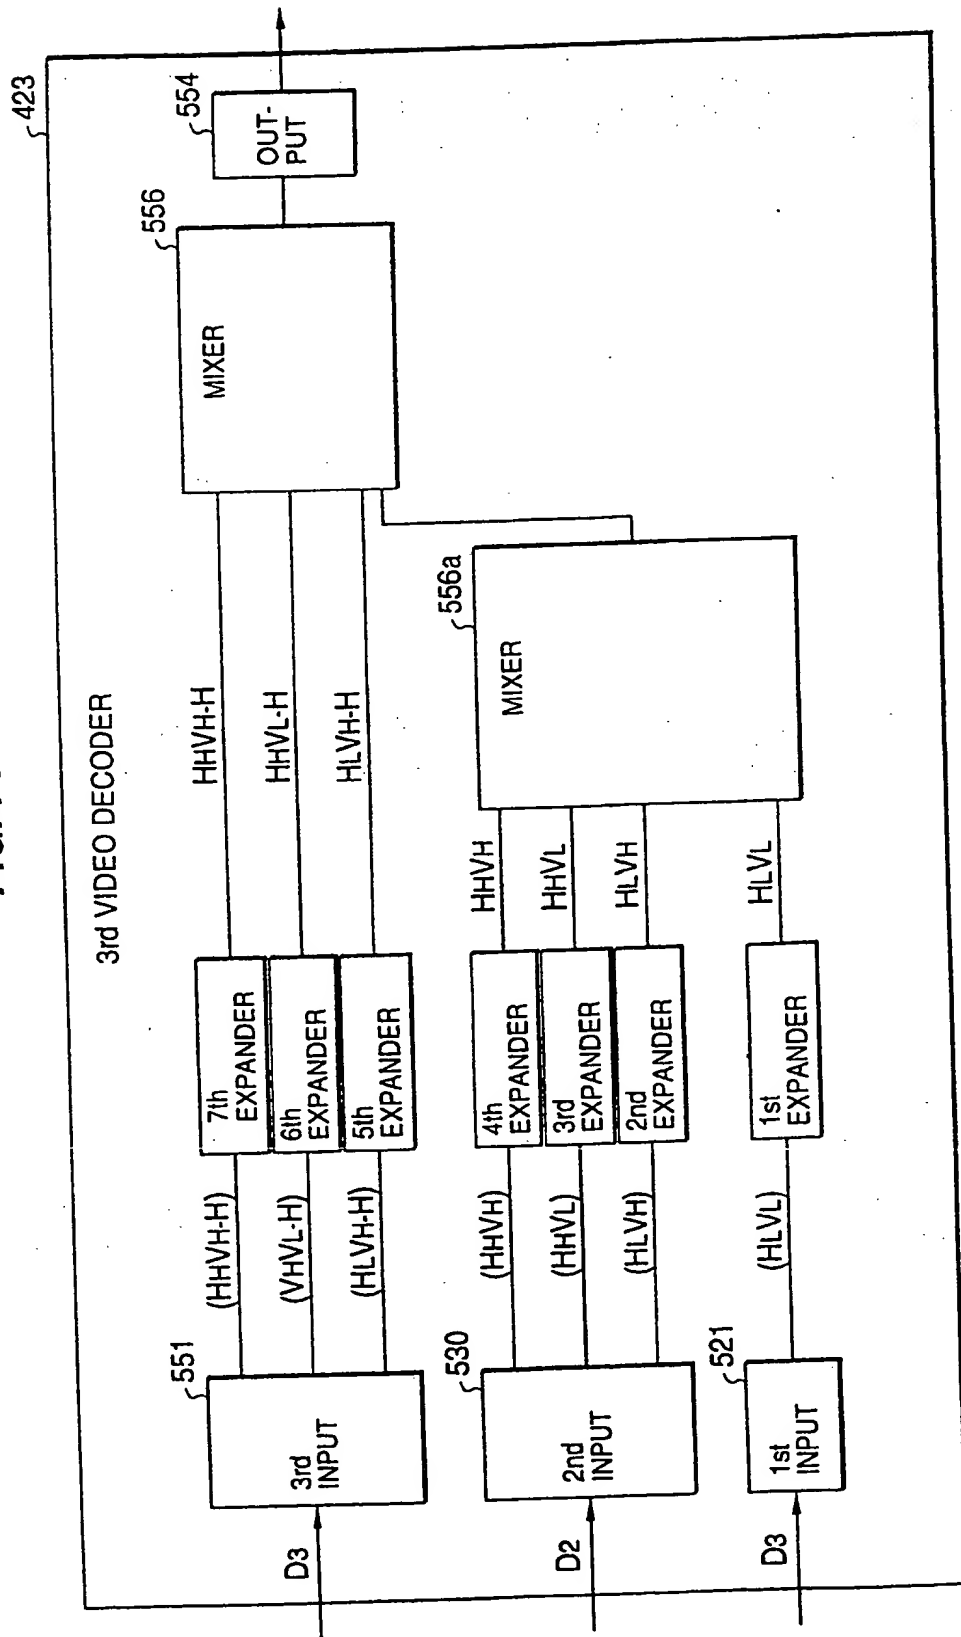 423
3rd VIDEO DECODER
D3
3rd
INPUT
551
(HHVH-H)
(VHVL-H)
(HLVH-H)
7th
EXPANDER
6th
EXPANDER
5th
EXPANDER
HHVH-H
HHVL-H
HLVH-H
MIXER
556
OUT-
PUT
554
D2
2nd
INPUT
530
(HHVH)
(HHVL)
(HLVH)
4th
EXPANDER
3rd
EXPANDER
2nd
EXPANDER
HHVH
HHVL
HLVH
MIXER
556a
D3
1st
INPUT
521
(HLVL)
1st
EXPANDER
HLVL